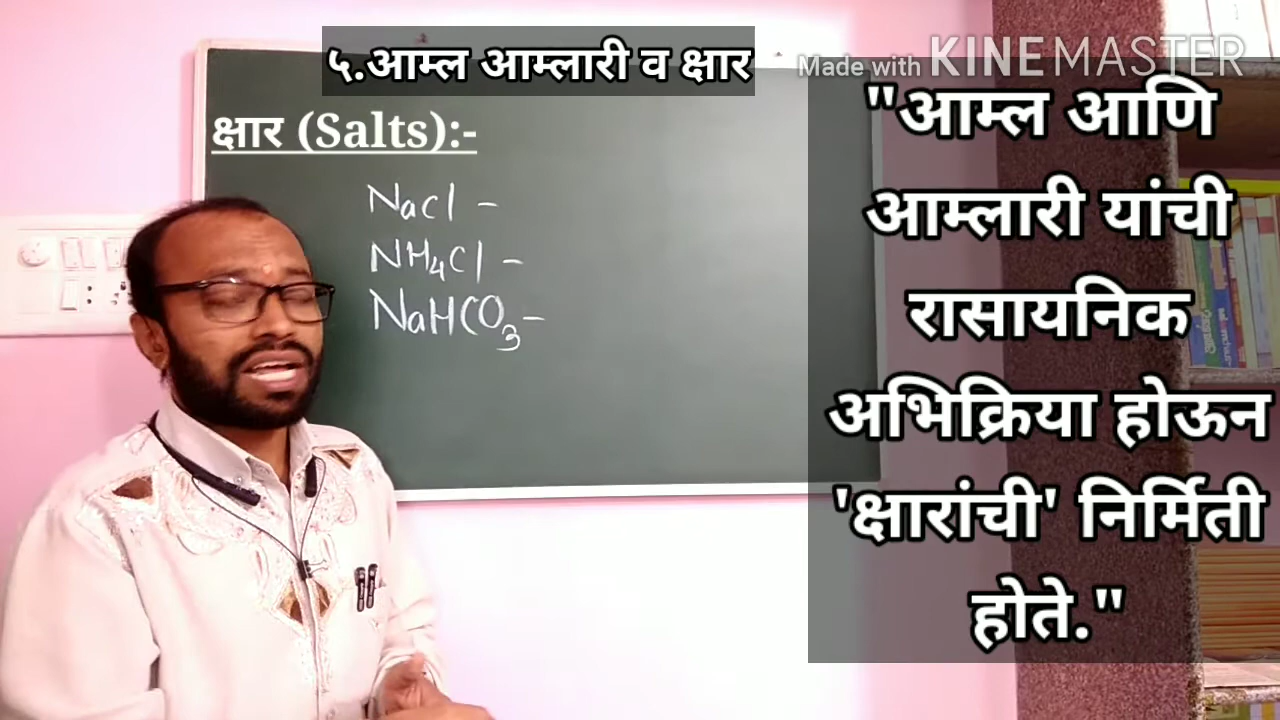 ५.आम्ल आम्लारी व क्षार
Made with KINEMASTER
क्षार (Salts):-
NaCl -
NH₄Cl -
NaHCO₃-
"आम्ल आणि
आम्लारी यांची
रासायनिक
अभिक्रिया होऊन
'क्षारांची' निर्मिती
होते."